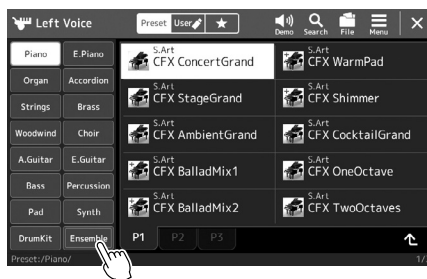 Left Voice
Preset User ★
Demo Search File Menu
Piano E.Piano
Organ Accordion
Strings Brass
Woodwind Choir
A.Guitar E.Guitar
Bass Percussion
Pad Synth
DrumKit Ensemble
S.Art
CFX ConcertGrand
S.Art
CFX WarmPad
S.Art
CFX StageGrand
S.Art
CFX Shimmer
S.Art
CFX AmbientGrand
S.Art
CFX CocktailGrand
S.Art
CFX BalladMix1
S.Art
CFX OneOctave
S.Art
CFX BalladMix2
S.Art
CFX TwoOctaves
P1 P2 P3
Preset:/Piano/
1/